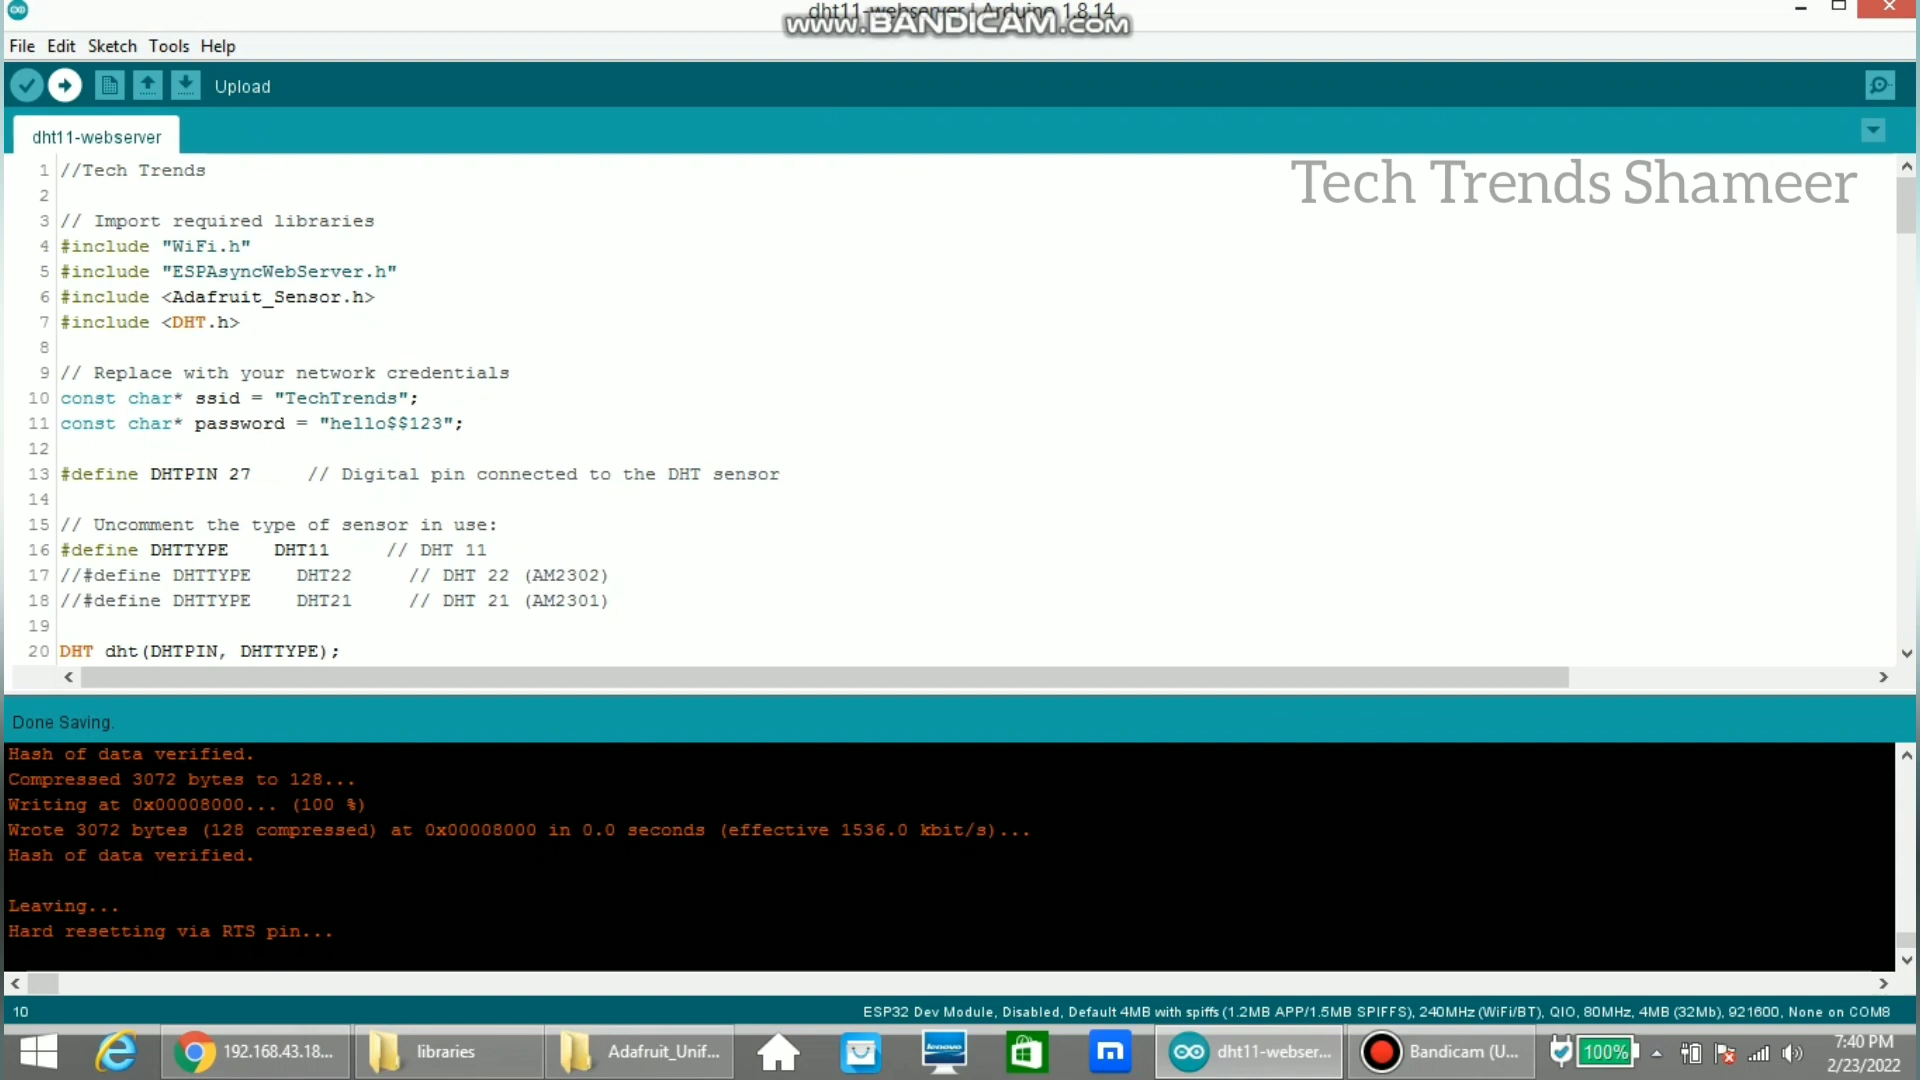 dht11-webserver | Arduino 1.8.14
www.BANDICAM.com
File Edit Sketch Tools Help
Upload
dht11-webserver
Tech Trends Shameer
1 //Tech Trends
2
3 // Import required libraries
4 #include "WiFi.h"
5 #include "ESPAsyncWebServer.h"
6 #include <Adafruit_Sensor.h>
7 #include <DHT.h>
8
9 // Replace with your network credentials
10 const char* ssid = "TechTrends";
11 const char* password = "hello$$123";
12
13 #define DHTPIN 27     // Digital pin connected to the DHT sensor
14
15 // Uncomment the type of sensor in use:
16 #define DHTTYPE    DHT11     // DHT 11
17 //#define DHTTYPE    DHT22     // DHT 22 (AM2302)
18 //#define DHTTYPE    DHT21     // DHT 21 (AM2301)
19
20 DHT dht(DHTPIN, DHTTYPE);
Done Saving.
Hash of data verified.
Compressed 3072 bytes to 128...
Writing at 0x00008000... (100 %)
Wrote 3072 bytes (128 compressed) at 0x00008000 in 0.0 seconds (effective 1536.0 kbit/s)...
Hash of data verified.
Leaving...
Hard resetting via RTS pin...
10
ESP32 Dev Module, Disabled, Default 4MB with spiffs (1.2MB APP/1.5MB SPIFFS), 240MHz (WiFi/BT), QIO, 80MHz, 4MB (32Mb), 921600, None on COM8
192.168.43.18...
libraries
Adafruit_Unif...
lenovo
m
dht11-webser...
Bandicam (U...
100%
7:40 PM
2/23/2022